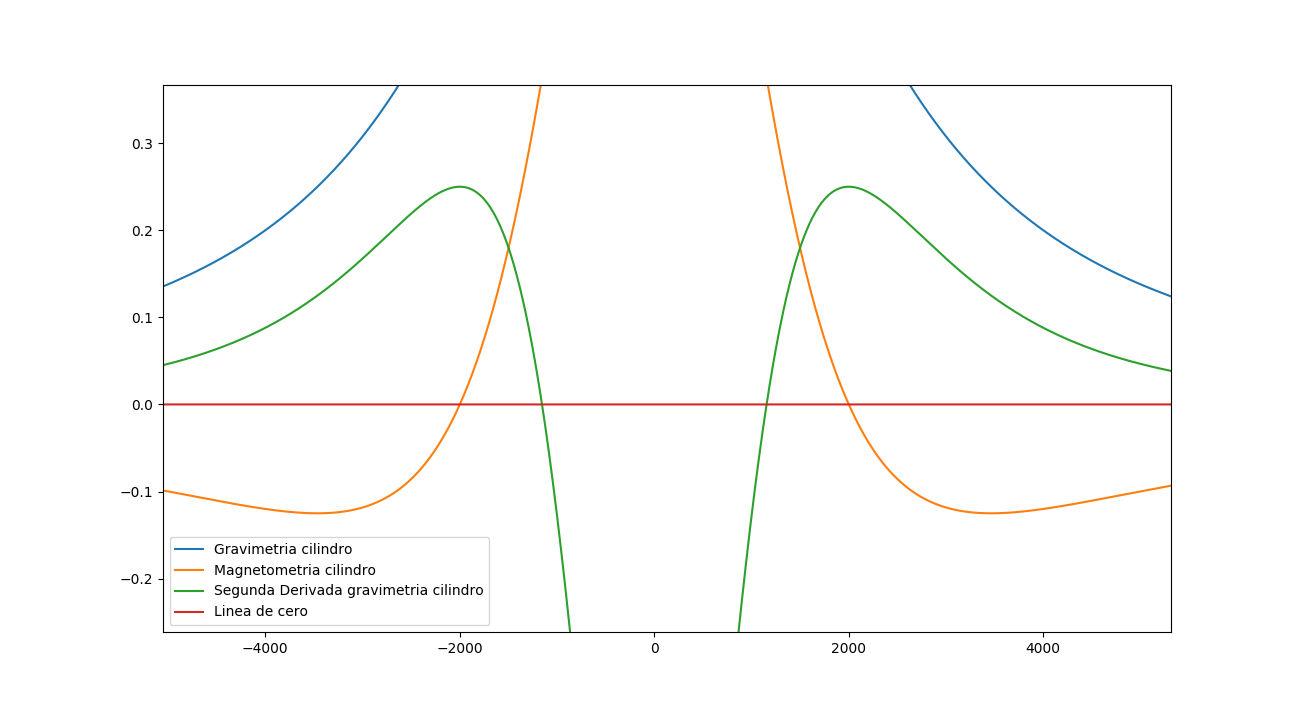 0.3
0.2
0.1
0.0
−0.1
−0.2
Gravimetria cilindro
Magnetometria cilindro
Segunda Derivada gravimetria cilindro
Linea de cero
−4000 −2000 0 2000 4000